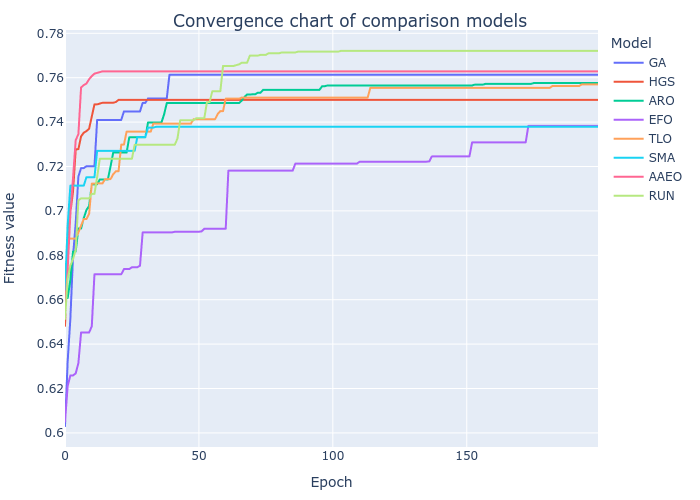 Convergence chart of comparison models
0.78
0.76
0.74
0.72
0.7
0.68
0.66
0.64
0.62
0.6
Fitness value
0
50
100
150
Epoch
Model
GA
HGS
ARO
EFO
TLO
SMA
AAEO
RUN